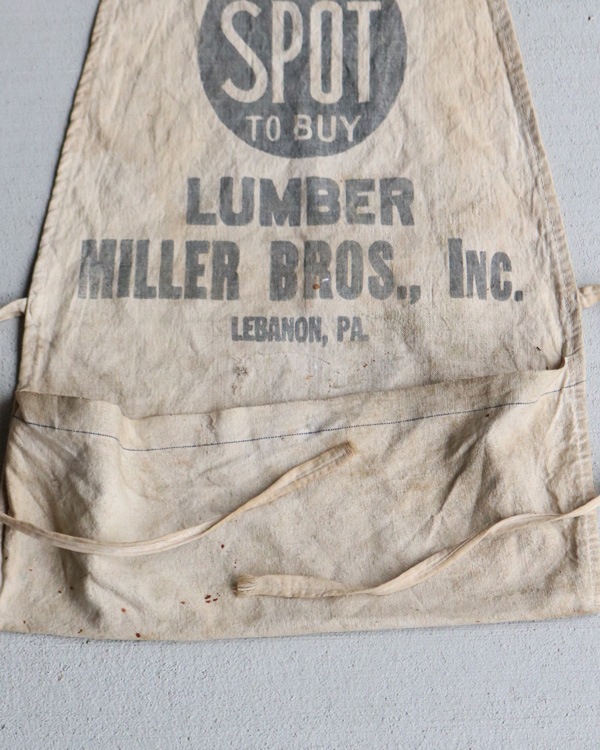 SPOT
TO BUY
LUMBER
MILLER BROS., INC.
LEBANON, PA.